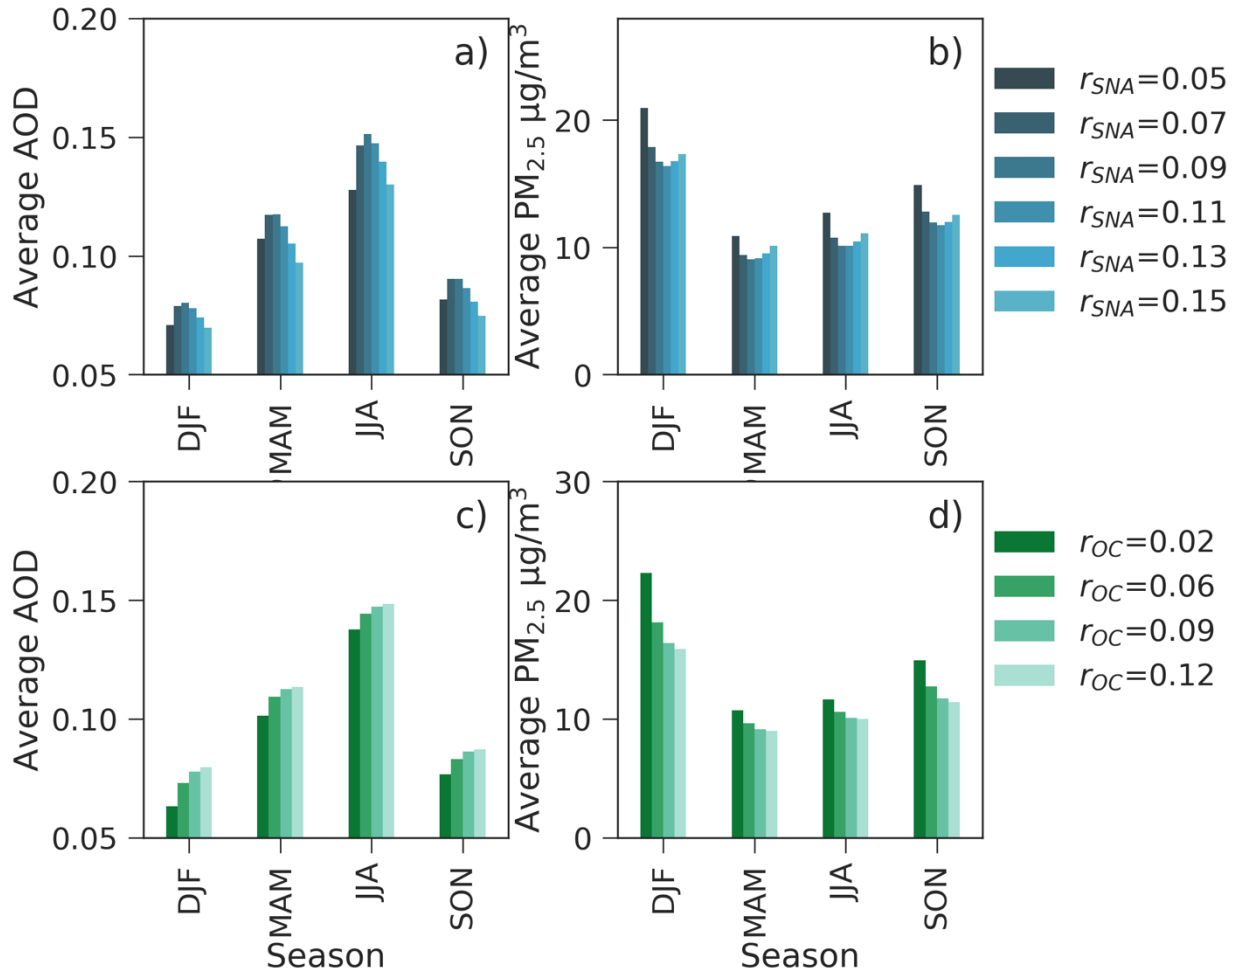 a)
Average AOD
0.20
0.15
0.10
0.05
DJF
MAM
JJA
SON
b)
Average PM2.5 µg/m³
20
10
0
DJF
MAM
JJA
SON
rSNA=0.05
rSNA=0.07
rSNA=0.09
rSNA=0.11
rSNA=0.13
rSNA=0.15
c)
Average AOD
0.20
0.15
0.10
0.05
DJF
MAM
JJA
SON
Season
d)
Average PM2.5 µg/m³
30
20
10
0
DJF
MAM
JJA
SON
Season
rOC=0.02
rOC=0.06
rOC=0.09
rOC=0.12